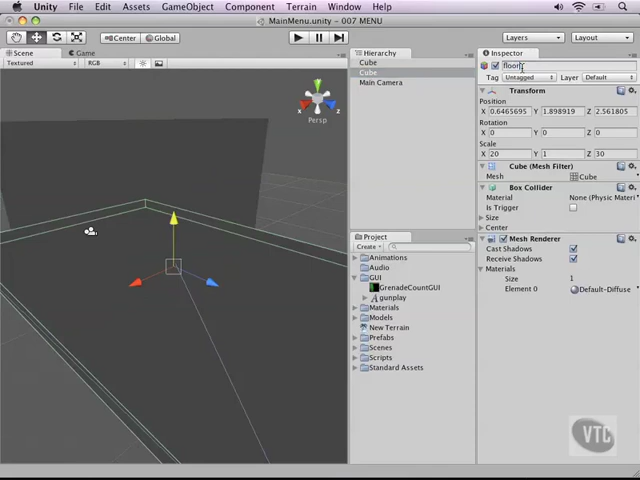 Unity File Edit Assets GameObject Component Terrain Window Help
MainMenu.unity - 007 MENU
Center Global Layers Layout
Scene Game
Textured RGB
Persp
x z
Hierarchy
Cube
Cube
Main Camera
Project
Create
Animations
Audio
GUI
GrenadeCountGUI
gunplay
Materials
Models
New Terrain
Prefabs
Scenes
Scripts
Standard Assets
Inspector
floor
Tag Untagged Layer Default
Transform
Position
X 0.6465695 Y 1.898919 Z 2.561805
Rotation
X 0 Y 0 Z 0
Scale
X 20 Y 1 Z 30
Cube (Mesh Filter)
Mesh Cube
Box Collider
Material None (Physic Materi
Is Trigger
Size
Center
Mesh Renderer
Cast Shadows
Receive Shadows
Materials
Size 1
Element 0 Default-Diffuse
VTC